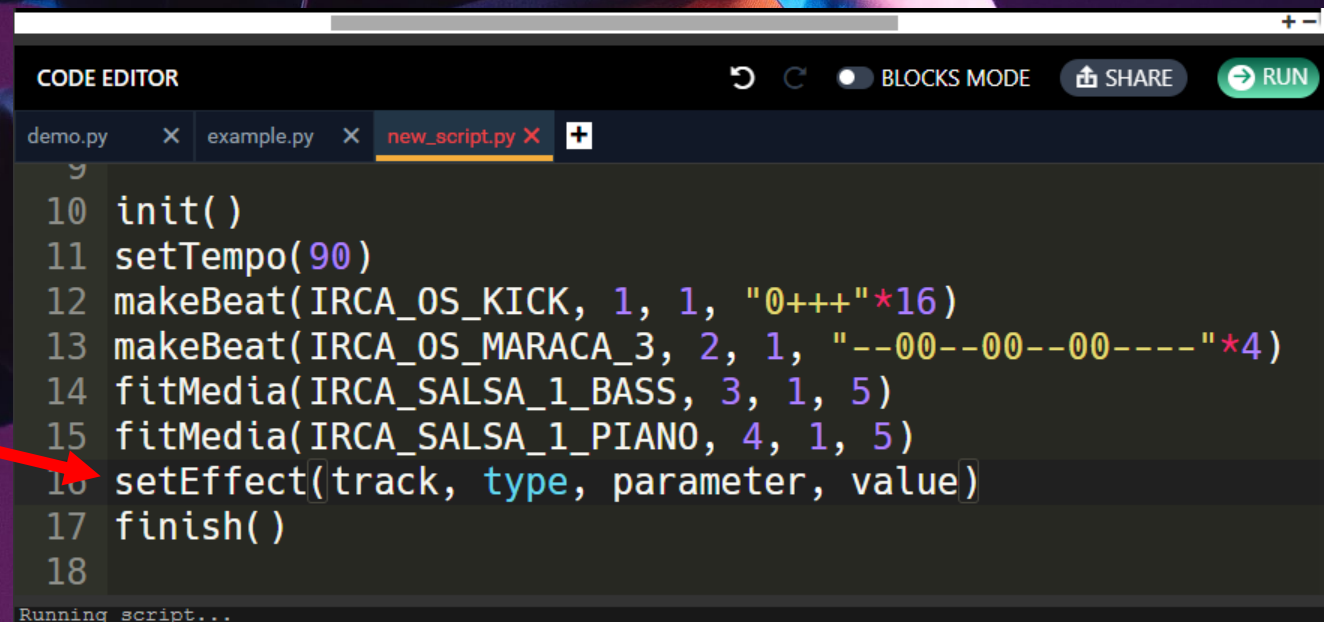 + -
CODE EDITOR BLOCKS MODE SHARE RUN
demo.py × example.py × new_script.py × +
9
10 init()
11 setTempo(90)
12 makeBeat(IRCA_OS_KICK, 1, 1, "0+++"*16)
13 makeBeat(IRCA_OS_MARACA_3, 2, 1, "--00--00--00----"*4)
14 fitMedia(IRCA_SALSA_1_BASS, 3, 1, 5)
15 fitMedia(IRCA_SALSA_1_PIANO, 4, 1, 5)
16 setEffect(track, type, parameter, value)
17 finish()
18
Running script...